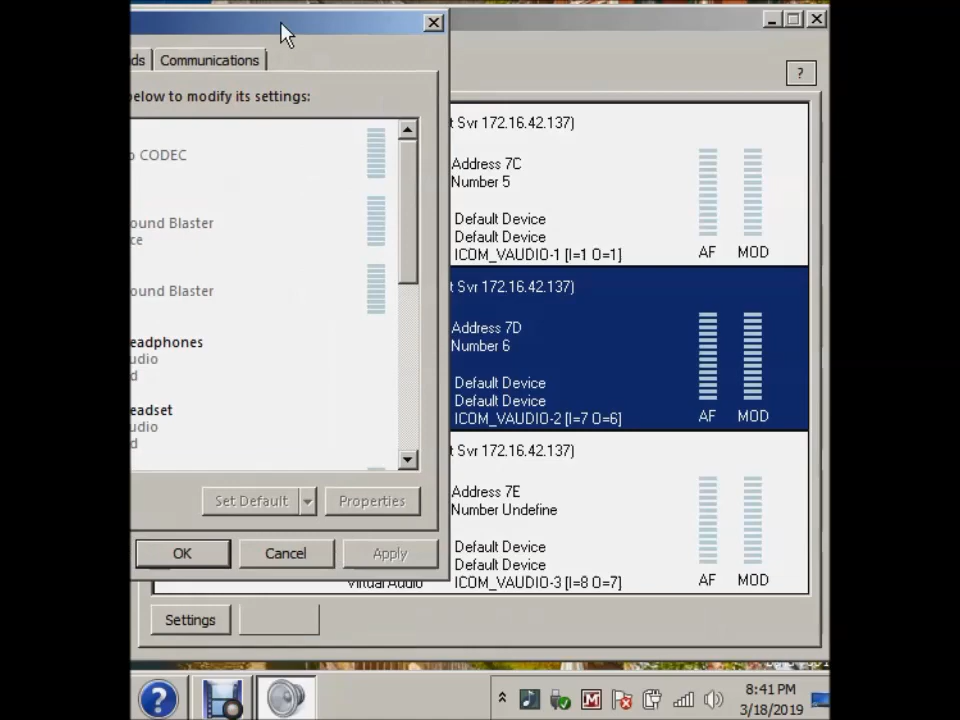 ds
Communications
below to modify its settings:
o CODEC
ound Blaster
ce
ound Blaster
eadphones
udio
d
eadset
udio
d
Set Default
Properties
OK
Cancel
Apply
?
t Svr 172.16.42.137)
Address 7C
Number 5
Default Device
Default Device
ICOM_VAUDIO-1 [I=1 O=1]
AF MOD
t Svr 172.16.42.137)
Address 7D
Number 6
Default Device
Default Device
ICOM_VAUDIO-2 [I=7 O=6]
AF MOD
t Svr 172.16.42.137)
Address 7E
Number Undefine
Default Device
Default Device
VirtualAudio ICOM_VAUDIO-3 [I=8 O=7]
AF MOD
Settings
?
M
8:41 PM
3/18/2019